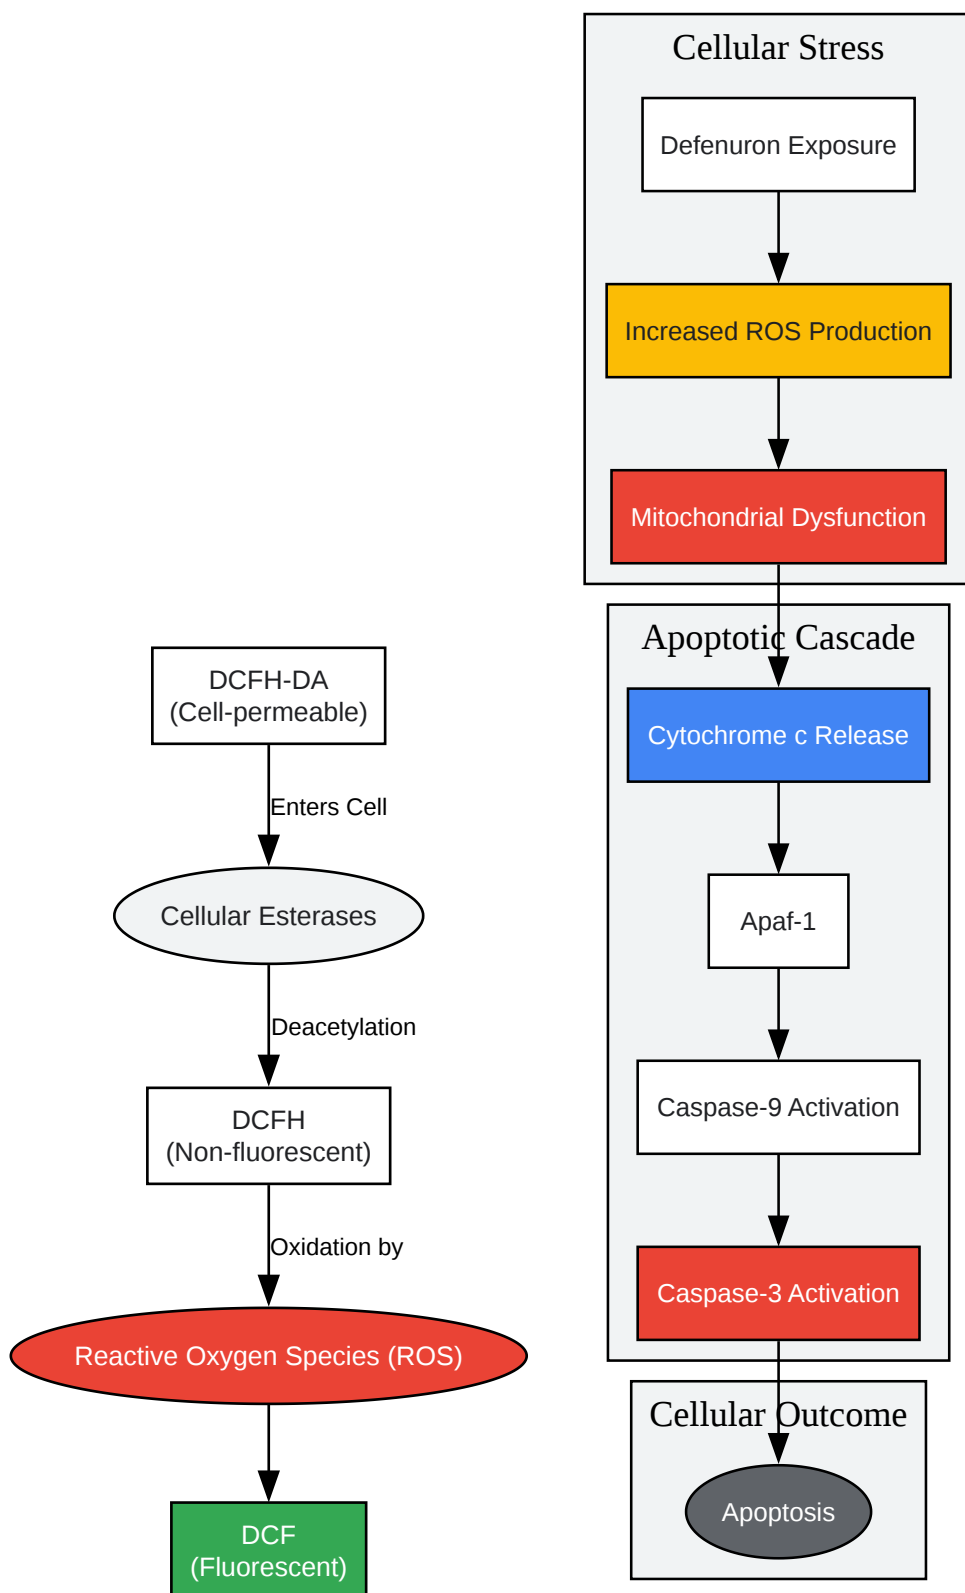 Cellular Stress
Defenuron Exposure
Increased ROS Production
Mitochondrial Dysfunction
Apoptotic Cascade
Cytochrome c Release
Apaf-1
Caspase-9 Activation
Caspase-3 Activation
Cellular Outcome
Apoptosis
DCFH-DA
(Cell-permeable)
Enters Cell
Cellular Esterases
Deacetylation
DCFH
(Non-fluorescent)
Oxidation by
Reactive Oxygen Species (ROS)
DCF
(Fluorescent)